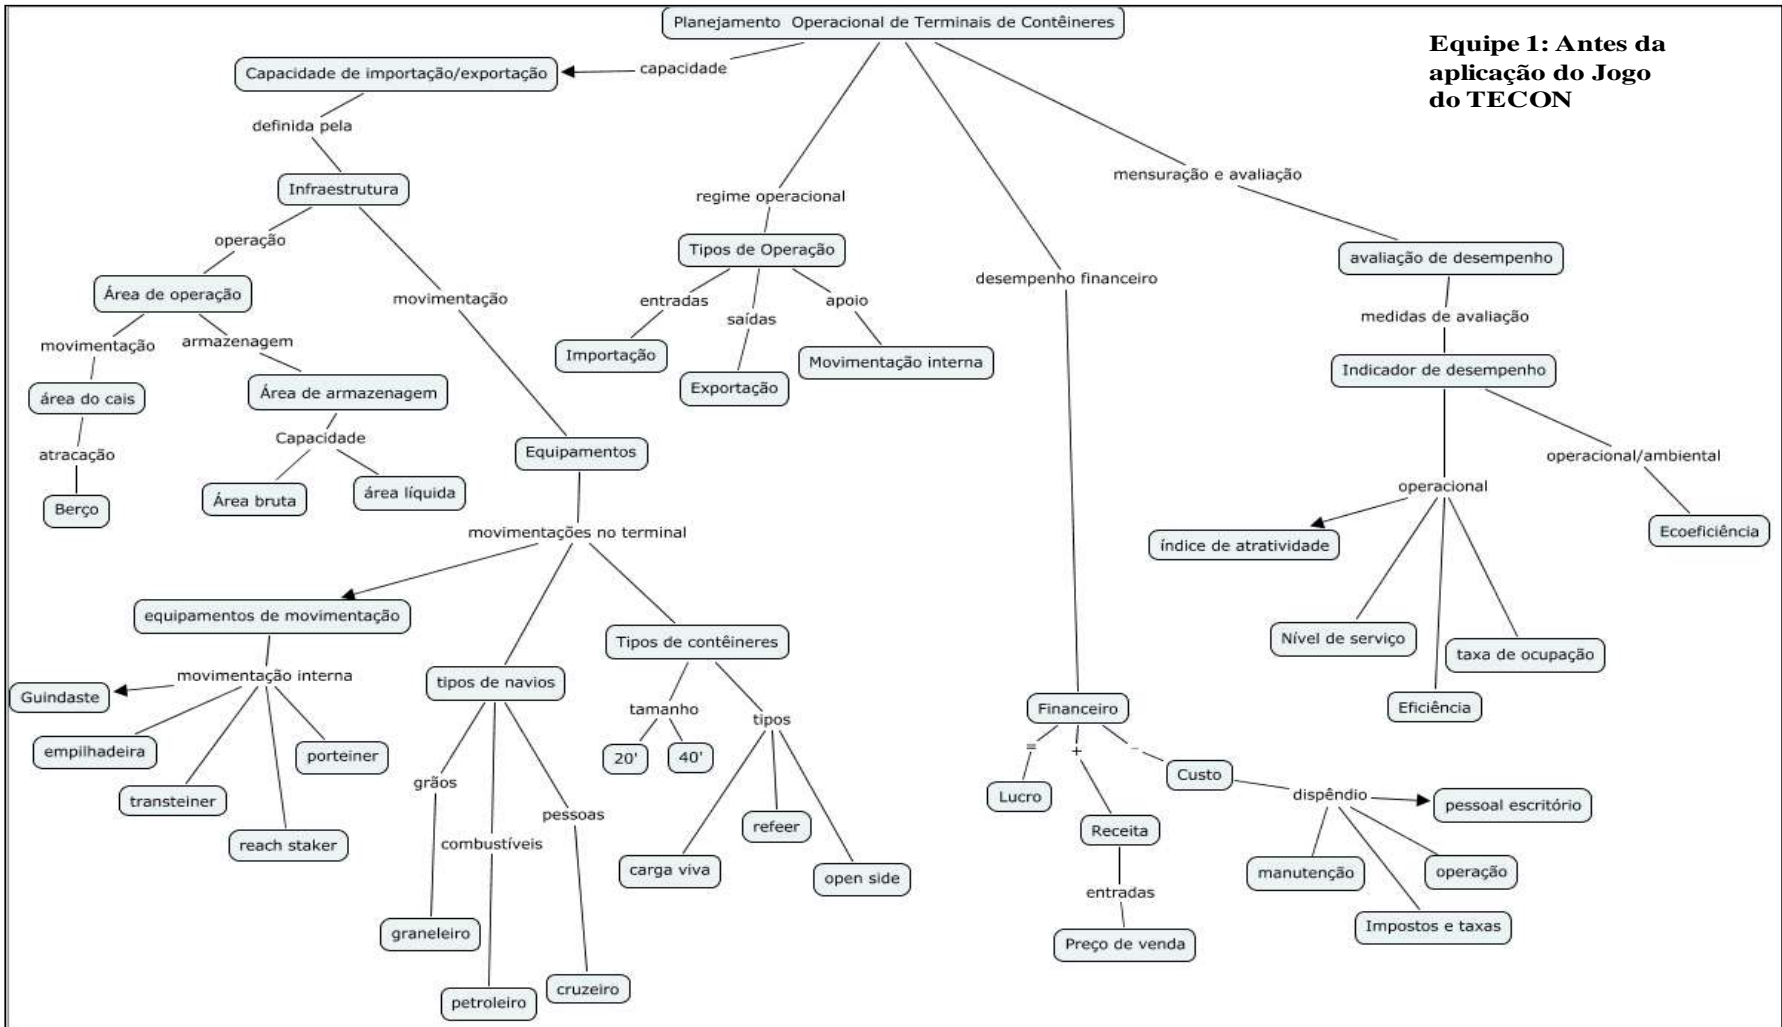 Planejamento Operacional de Terminais de Contêineres
Equipe 1: Antes da
aplicação do Jogo
do TECON
Capacidade de importação/exportação
capacidade
definida pela
Infraestrutura
operação
Área de operação
movimentação
armazenagem
movimentação
área do cais
Área de armazenagem
atracação
Capacidade
Berço
Área bruta
área líquida
Equipamentos
movimentações no terminal
equipamentos de movimentação
movimentação interna
Guindaste
empilhadeira
transteiner
reach staker
porteiner
tipos de navios
grãos
combustíveis
pessoas
graneleiro
petroleiro
cruzeiro
Tipos de contêineres
tamanho
20'
40'
tipos
carga viva
refeer
open side
regime operacional
Tipos de Operação
entradas
saídas
apoio
Importação
Exportação
Movimentação interna
desempenho financeiro
Financeiro
=
+
-
Lucro
Receita
entradas
Preço de venda
Custo
dispêndio
pessoal escritório
manutenção
operação
Impostos e taxas
mensuração e avaliação
avaliação de desempenho
medidas de avaliação
Indicador de desempenho
operacional
operacional/ambiental
índice de atratividade
Nível de serviço
Eficiência
taxa de ocupação
Ecoeficiência